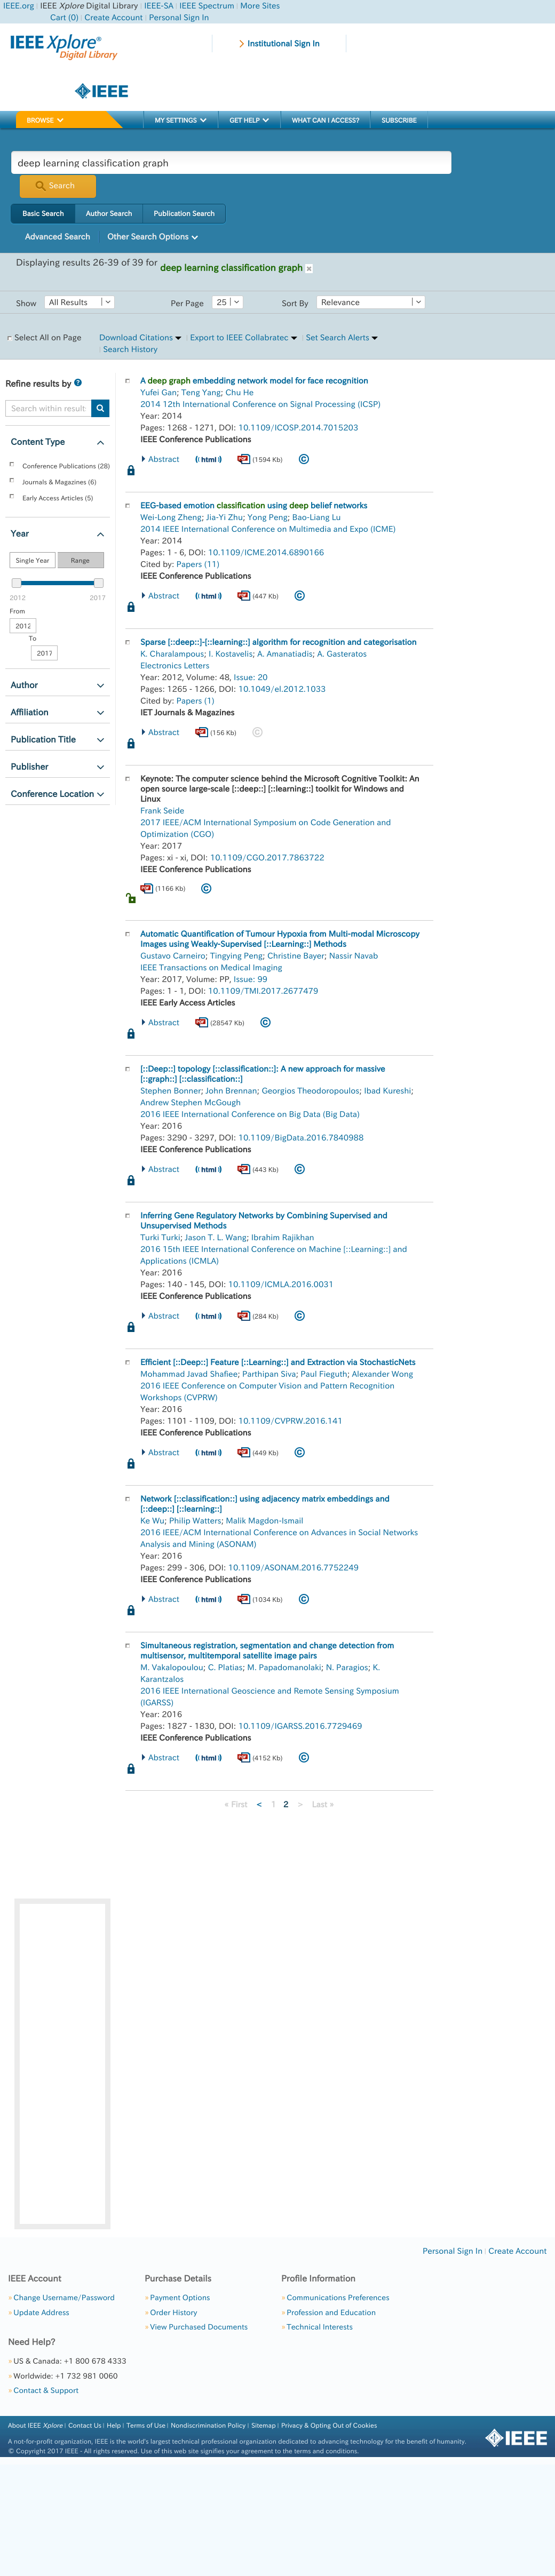 IEEE.org | IEEE Xplore Digital Library | IEEE-SA | IEEE Spectrum | More Sites
Cart (0) | Create Account | Personal Sign In
IEEE Xplore
Digital Library
Institutional Sign In
IEEE
BROWSE MY SETTINGS GET HELP WHAT CAN I ACCESS? SUBSCRIBE
deep learning classification graph
Search
Basic Search Author Search Publication Search
Advanced Search Other Search Options
Displaying results 26-39 of 39 for deep learning classification graph
Show All Results Per Page 25 Sort By Relevance
Select All on Page Download Citations | Export to IEEE Collabratec | Set Search Alerts
| Search History
Refine results by
Search within results
Content Type
Conference Publications (28)
Journals & Magazines (6)
Early Access Articles (5)
Year
Single Year Range
2012 2017
From
2012
To
2017
Author
Affiliation
Publication Title
Publisher
Conference Location
A deep graph embedding network model for face recognition
Yufei Gan; Teng Yang; Chu He
2014 12th International Conference on Signal Processing (ICSP)
Year: 2014
Pages: 1268 - 1271, DOI: 10.1109/ICOSP.2014.7015203
IEEE Conference Publications
Abstract ((html)) PDF (1594 Kb) ©
EEG-based emotion classification using deep belief networks
Wei-Long Zheng; Jia-Yi Zhu; Yong Peng; Bao-Liang Lu
2014 IEEE International Conference on Multimedia and Expo (ICME)
Year: 2014
Pages: 1 - 6, DOI: 10.1109/ICME.2014.6890166
Cited by: Papers (11)
IEEE Conference Publications
Abstract ((html)) PDF (447 Kb) ©
Sparse [::deep::]-[::learning::] algorithm for recognition and categorisation
K. Charalampous; I. Kostavelis; A. Amanatiadis; A. Gasteratos
Electronics Letters
Year: 2012, Volume: 48, Issue: 20
Pages: 1265 - 1266, DOI: 10.1049/el.2012.1033
Cited by: Papers (1)
IET Journals & Magazines
Abstract PDF (156 Kb) ©
Keynote: The computer science behind the Microsoft Cognitive Toolkit: An
open source large-scale [::deep::] [::learning::] toolkit for Windows and
Linux
Frank Seide
2017 IEEE/ACM International Symposium on Code Generation and
Optimization (CGO)
Year: 2017
Pages: xi - xi, DOI: 10.1109/CGO.2017.7863722
IEEE Conference Publications
PDF (1166 Kb) ©
Automatic Quantification of Tumour Hypoxia from Multi-modal Microscopy
Images using Weakly-Supervised [::Learning::] Methods
Gustavo Carneiro; Tingying Peng; Christine Bayer; Nassir Navab
IEEE Transactions on Medical Imaging
Year: 2017, Volume: PP, Issue: 99
Pages: 1 - 1, DOI: 10.1109/TMI.2017.2677479
IEEE Early Access Articles
Abstract PDF (28547 Kb) ©
[::Deep::] topology [::classification::]: A new approach for massive
[::graph::] [::classification::]
Stephen Bonner; John Brennan; Georgios Theodoropoulos; Ibad Kureshi;
Andrew Stephen McGough
2016 IEEE International Conference on Big Data (Big Data)
Year: 2016
Pages: 3290 - 3297, DOI: 10.1109/BigData.2016.7840988
IEEE Conference Publications
Abstract ((html)) PDF (443 Kb) ©
Inferring Gene Regulatory Networks by Combining Supervised and
Unsupervised Methods
Turki Turki; Jason T. L. Wang; Ibrahim Rajikhan
2016 15th IEEE International Conference on Machine [::Learning::] and
Applications (ICMLA)
Year: 2016
Pages: 140 - 145, DOI: 10.1109/ICMLA.2016.0031
IEEE Conference Publications
Abstract ((html)) PDF (284 Kb) ©
Efficient [::Deep::] Feature [::Learning::] and Extraction via StochasticNets
Mohammad Javad Shafiee; Parthipan Siva; Paul Fieguth; Alexander Wong
2016 IEEE Conference on Computer Vision and Pattern Recognition
Workshops (CVPRW)
Year: 2016
Pages: 1101 - 1109, DOI: 10.1109/CVPRW.2016.141
IEEE Conference Publications
Abstract ((html)) PDF (449 Kb) ©
Network [::classification::] using adjacency matrix embeddings and
[::deep::] [::learning::]
Ke Wu; Philip Watters; Malik Magdon-Ismail
2016 IEEE/ACM International Conference on Advances in Social Networks
Analysis and Mining (ASONAM)
Year: 2016
Pages: 299 - 306, DOI: 10.1109/ASONAM.2016.7752249
IEEE Conference Publications
Abstract ((html)) PDF (1034 Kb) ©
Simultaneous registration, segmentation and change detection from
multisensor, multitemporal satellite image pairs
M. Vakalopoulou; C. Platias; M. Papadomanolaki; N. Paragios; K.
Karantzalos
2016 IEEE International Geoscience and Remote Sensing Symposium
(IGARSS)
Year: 2016
Pages: 1827 - 1830, DOI: 10.1109/IGARSS.2016.7729469
IEEE Conference Publications
Abstract ((html)) PDF (4152 Kb) ©
« First < 1 2 > Last »
Personal Sign In | Create Account
IEEE Account Purchase Details Profile Information
» Change Username/Password » Payment Options » Communications Preferences
» Update Address » Order History » Profession and Education
» View Purchased Documents » Technical Interests
Need Help?
» US & Canada: +1 800 678 4333
» Worldwide: +1 732 981 0060
» Contact & Support
About IEEE Xplore | Contact Us | Help | Terms of Use | Nondiscrimination Policy | Sitemap | Privacy & Opting Out of Cookies
A not-for-profit organization, IEEE is the world's largest technical professional organization dedicated to advancing technology for the benefit of humanity.
© Copyright 2017 IEEE - All rights reserved. Use of this web site signifies your agreement to the terms and conditions.
IEEE